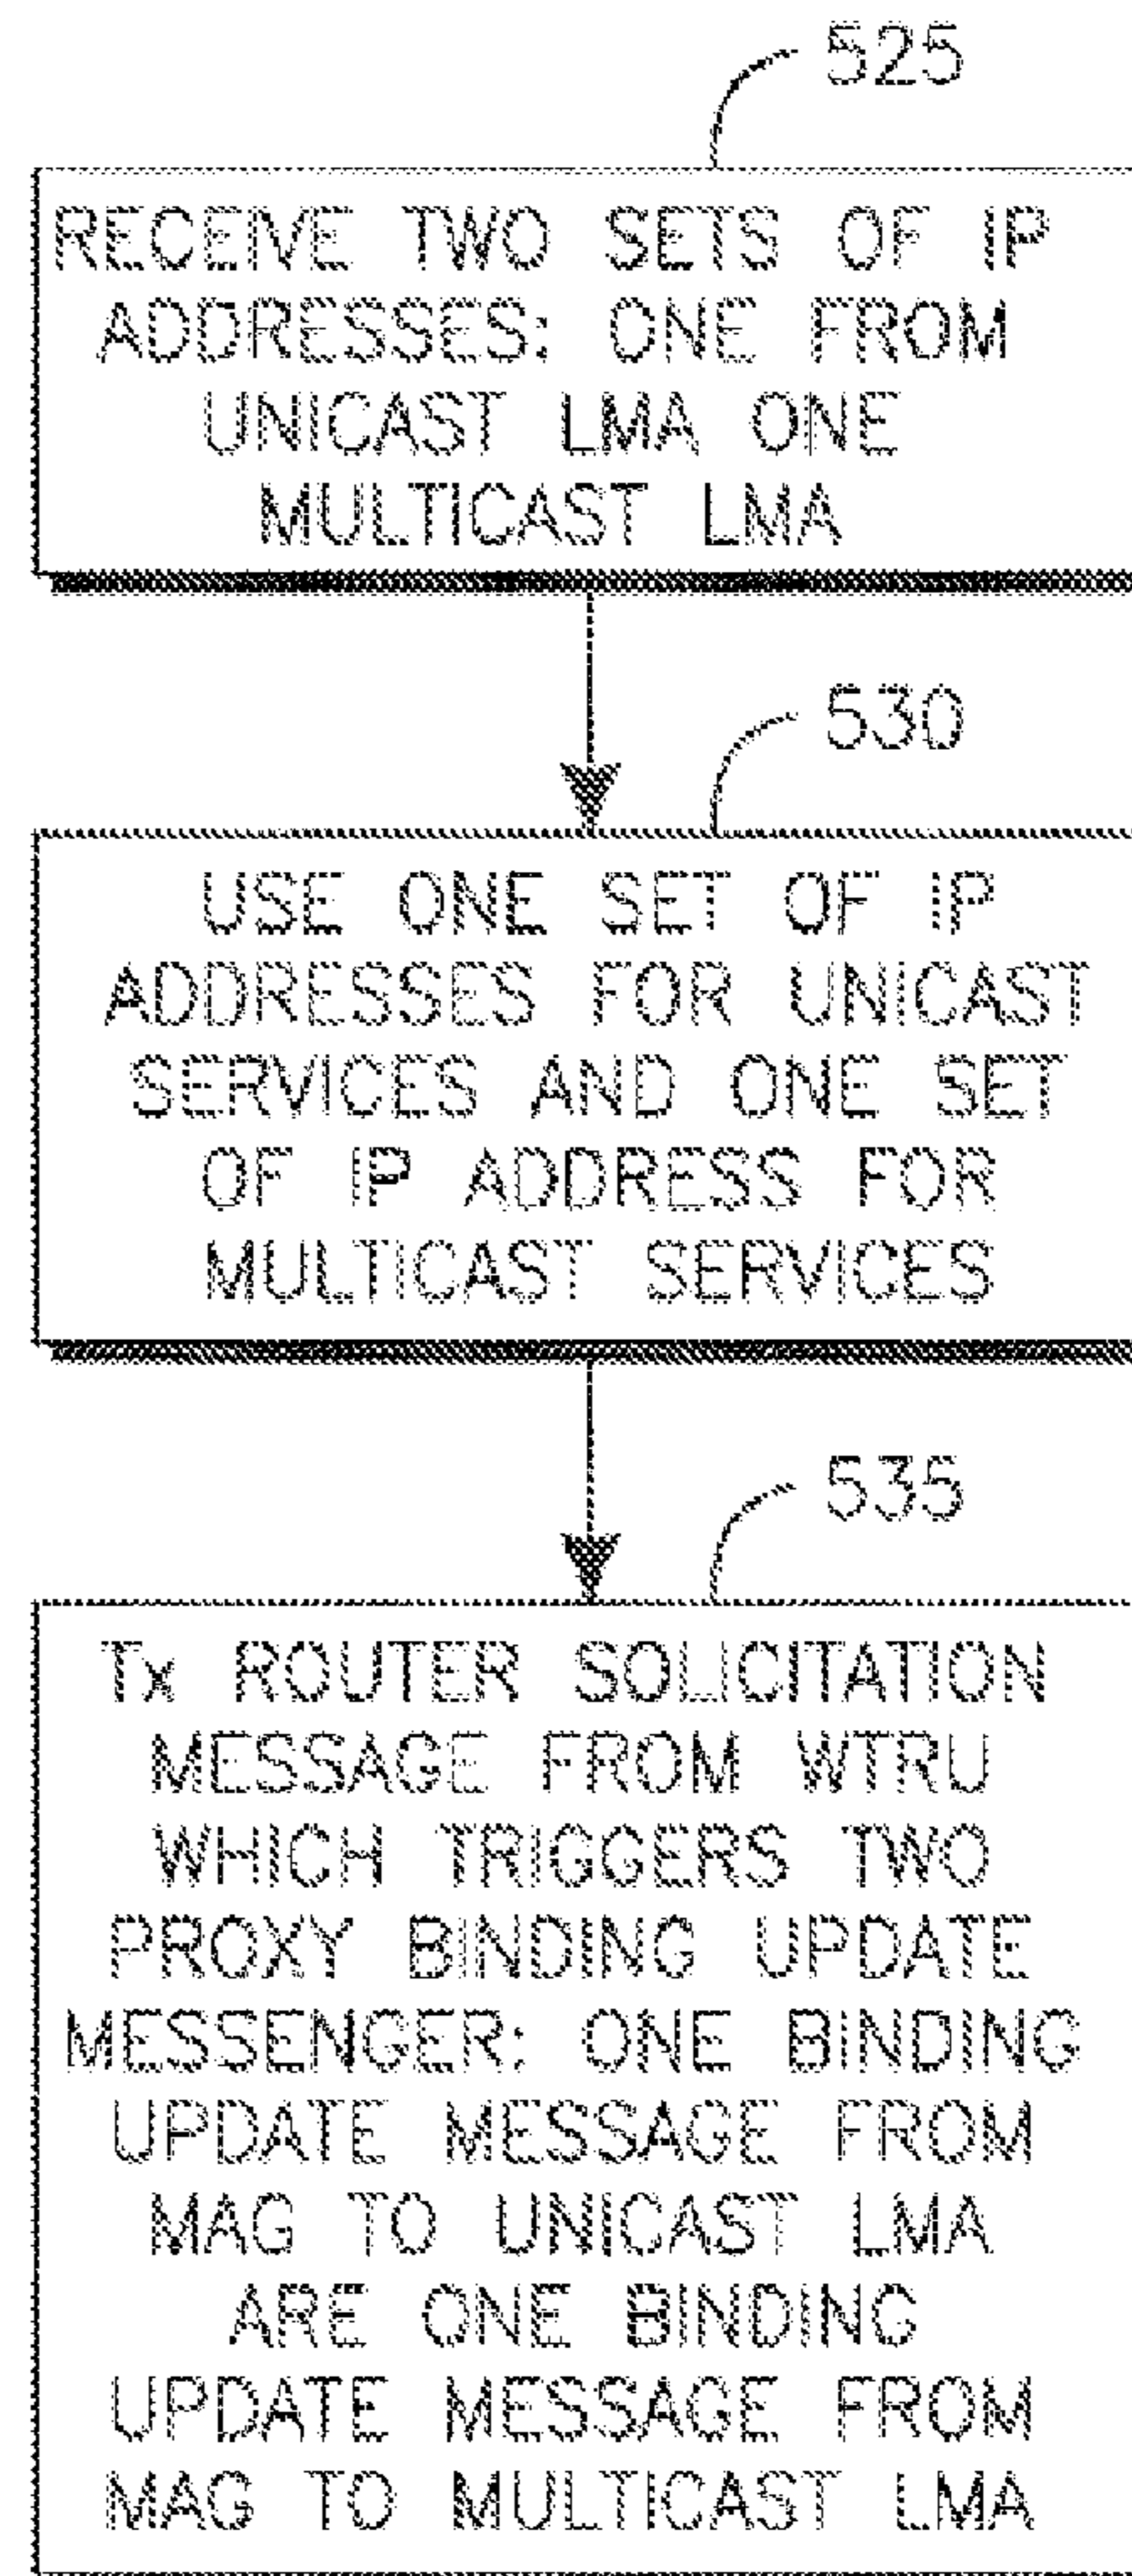 525
RECEIVE TWO SETS OF IP
ADDRESSES: ONE FROM
UNICAST LMA ONE
MULTICAST LMA
530
USE ONE SET OF IP
ADDRESSES FOR UNICAST
SERVICES AND ONE SET
OF IP ADDRESS FOR
MULTICAST SERVICES
535
Tx ROUTER SOLICITATION
MESSAGE FROM WTRU
WHICH TRIGGERS TWO
PROXY BINDING UPDATE
MESSENGER: ONE BINDING
UPDATE MESSAGE FROM
MAG TO UNICAST LMA
ARE ONE BINDING
UPDATE MESSAGE FROM
MAG TO MULTICAST LMA